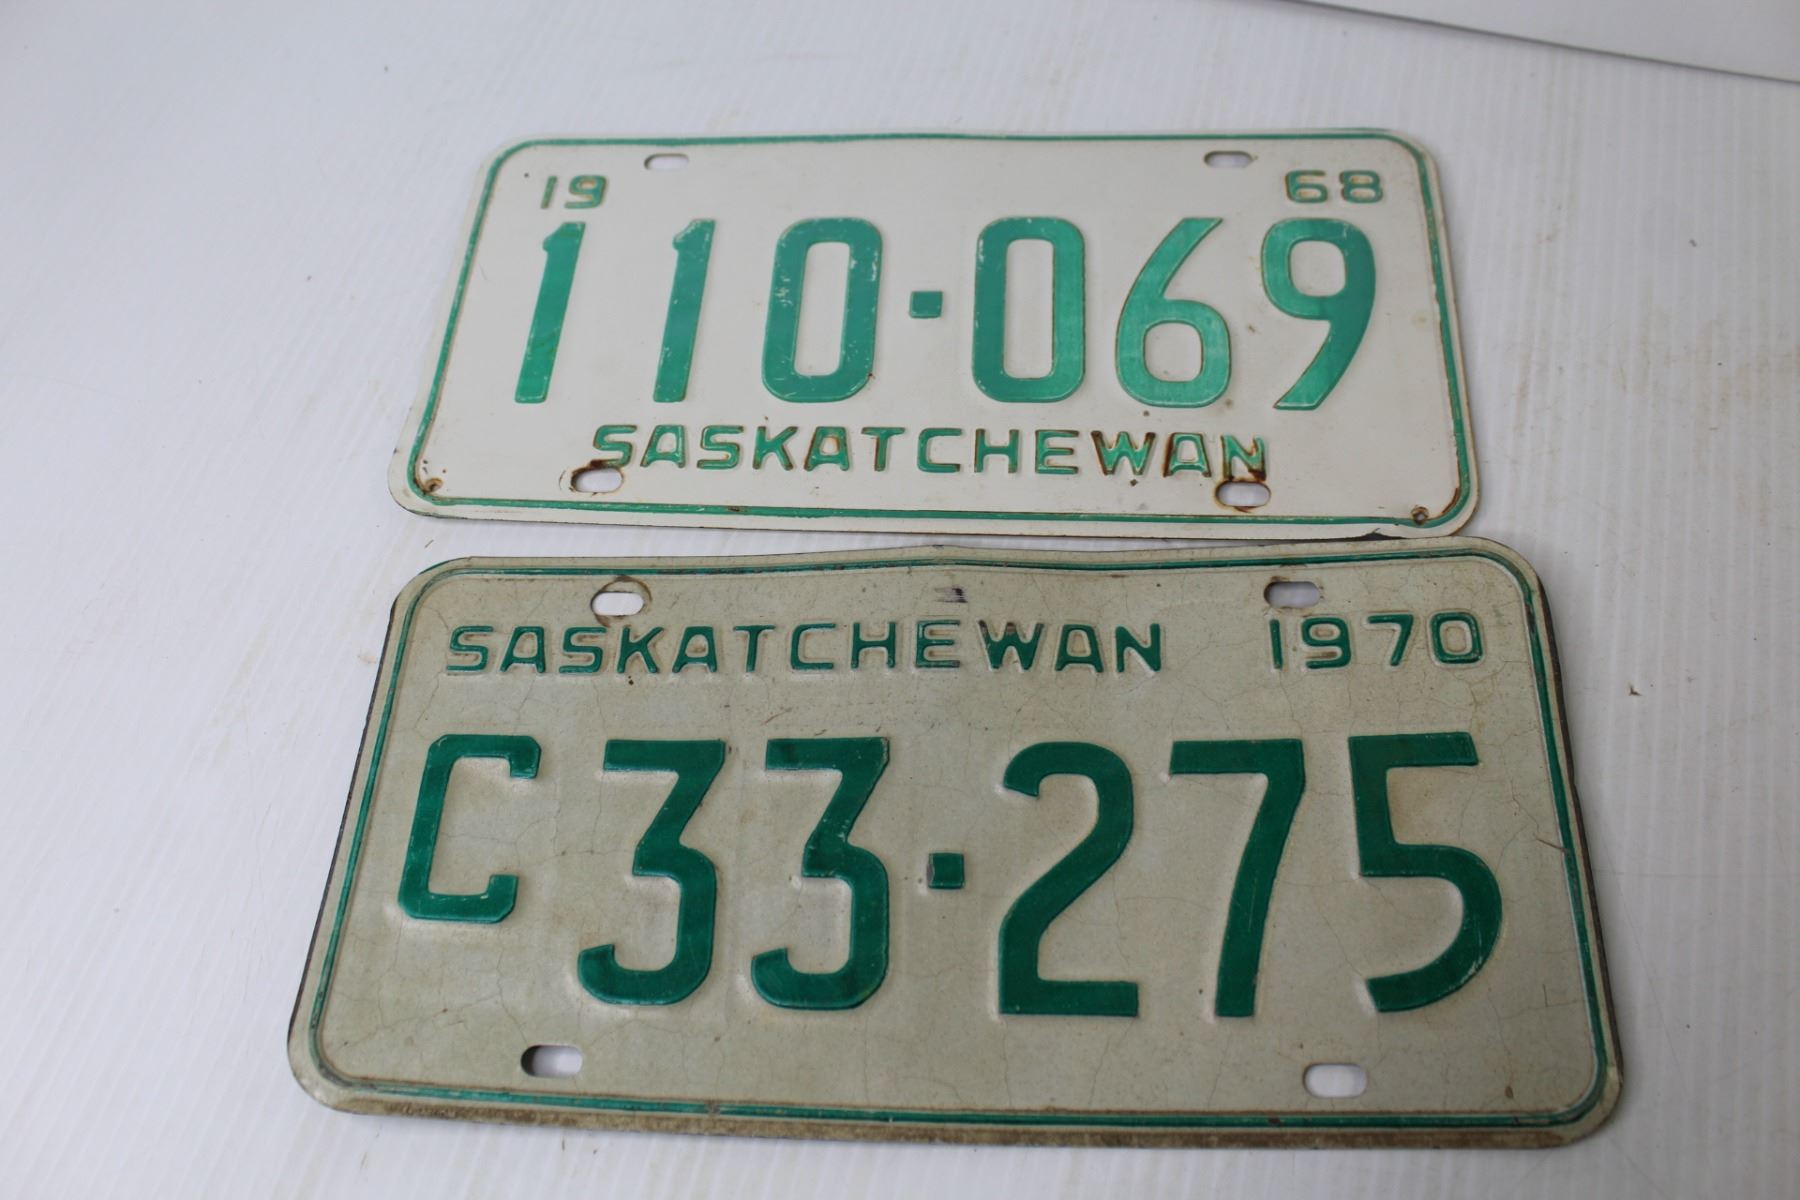 19 68
110·069
SASKATCHEWAN
SASKATCHEWAN 1970
C33·275